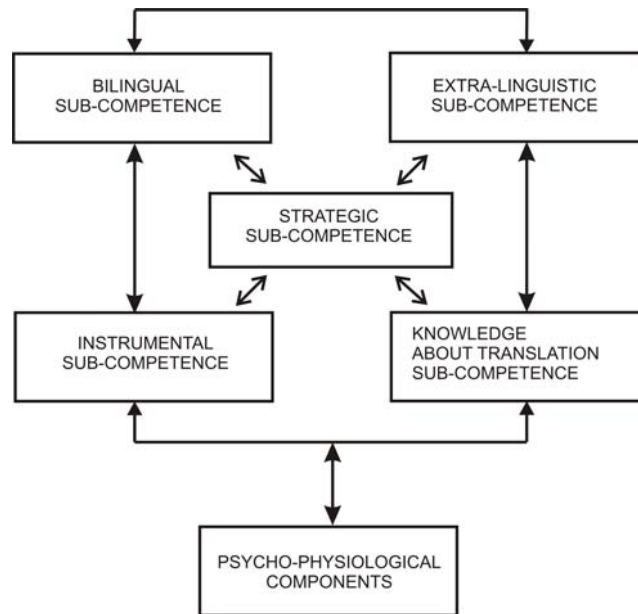 BILINGUAL
SUB-COMPETENCE
EXTRA-LINGUISTIC
SUB-COMPETENCE
STRATEGIC
SUB-COMPETENCE
INSTRUMENTAL
SUB-COMPETENCE
KNOWLEDGE
ABOUT TRANSLATION
SUB-COMPETENCE
PSYCHO-PHYSIOLOGICAL
COMPONENTS